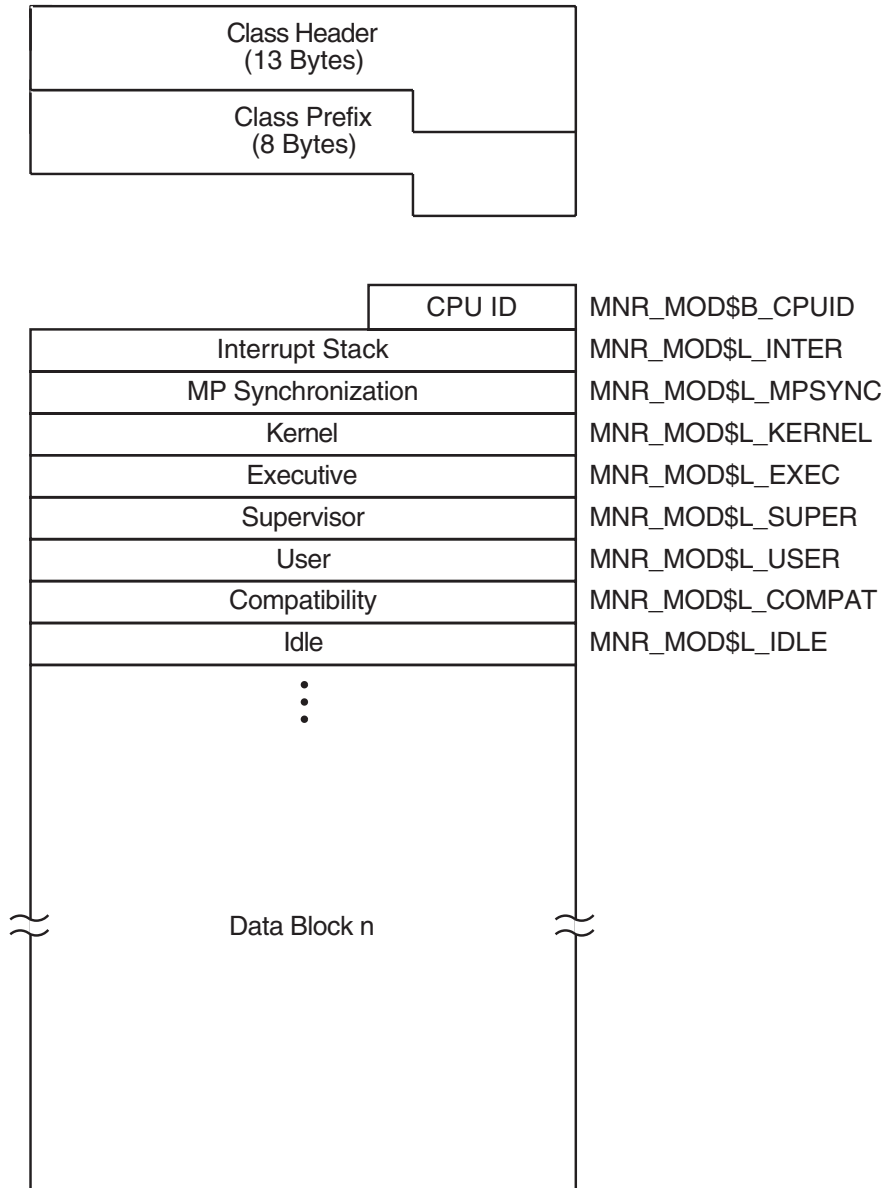 Class Header
(13 Bytes)
Class Prefix
(8 Bytes)
CPU ID MNR_MOD$B_CPUID
Interrupt Stack MNR_MOD$L_INTER
MP Synchronization MNR_MOD$L_MPSYNC
Kernel MNR_MOD$L_KERNEL
Executive MNR_MOD$L_EXEC
Supervisor MNR_MOD$L_SUPER
User MNR_MOD$L_USER
Compatibility MNR_MOD$L_COMPAT
Idle MNR_MOD$L_IDLE
Data Block n